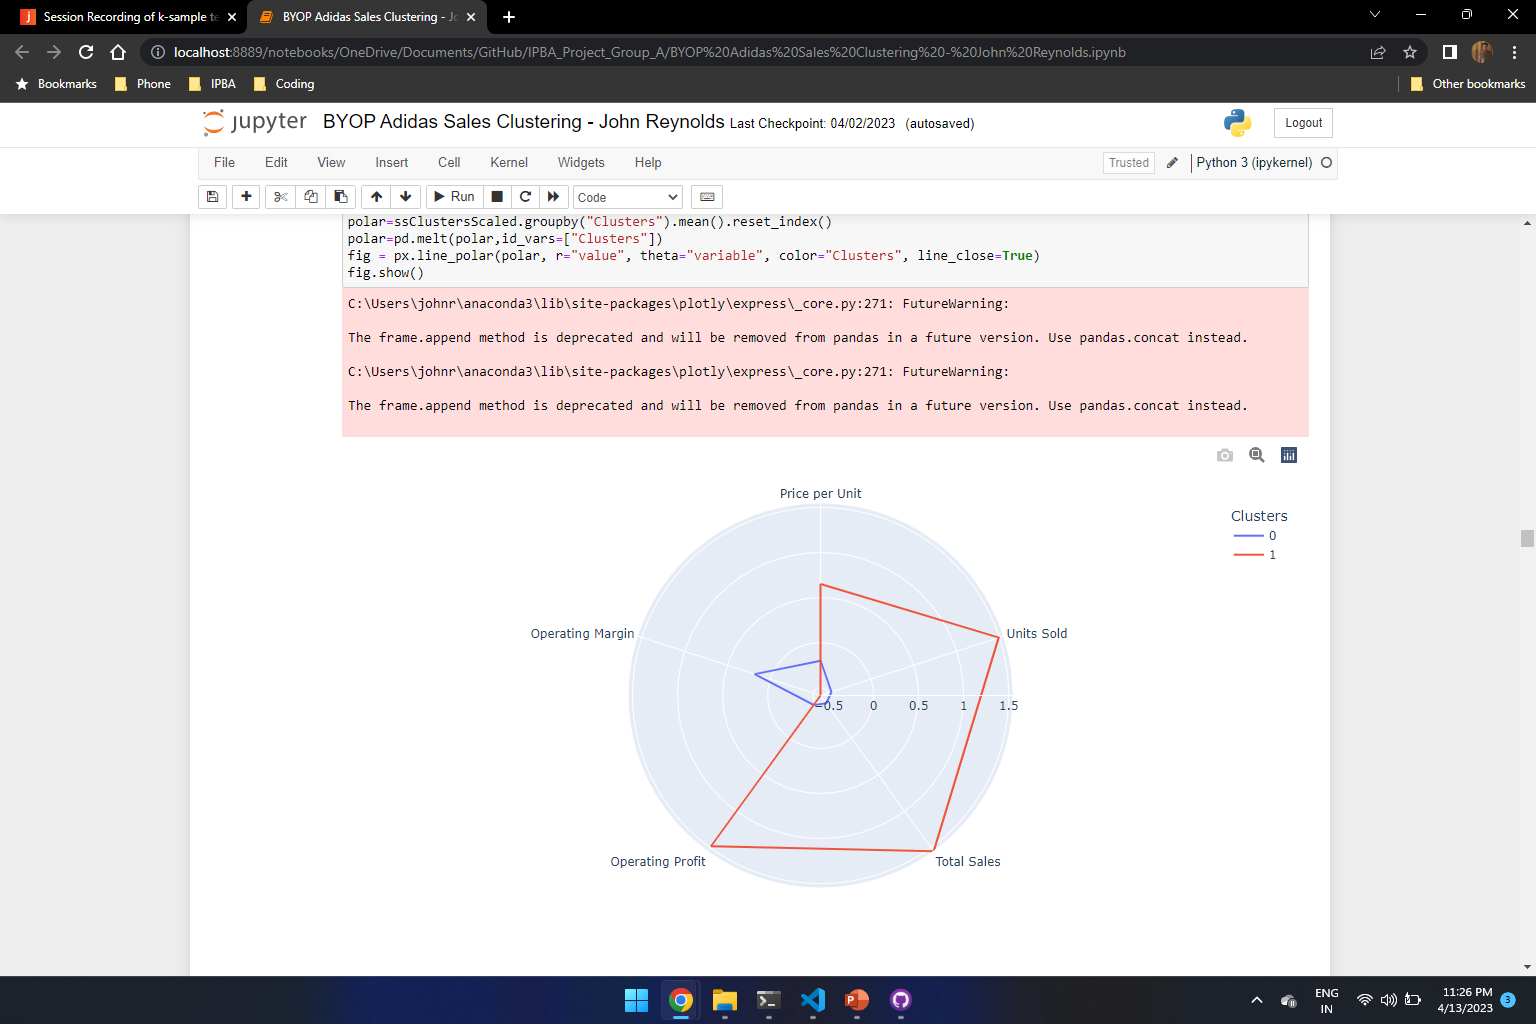 Session Recording of k-sample te
BYOP Adidas Sales Clustering - Jo
localhost:8889/notebooks/OneDrive/Documents/GitHub/IPBA_Project_Group_A/BYOP%20Adidas%20Sales%20Clustering%20-%20John%20Reynolds.ipynb
Bookmarks Phone IPBA Coding Other bookmarks
jupyter BYOP Adidas Sales Clustering - John Reynolds Last Checkpoint: 04/02/2023 (autosaved) Logout
File Edit View Insert Cell Kernel Widgets Help Trusted Python 3 (ipykernel)
Run Code
polar=ssClustersScaled.groupby("Clusters").mean().reset_index()
polar=pd.melt(polar,id_vars=["Clusters"])
fig = px.line_polar(polar, r="value", theta="variable", color="Clusters", line_close=True)
fig.show()
C:\Users\johnr\anaconda3\lib\site-packages\plotly\express\_core.py:271: FutureWarning:
The frame.append method is deprecated and will be removed from pandas in a future version. Use pandas.concat instead.
C:\Users\johnr\anaconda3\lib\site-packages\plotly\express\_core.py:271: FutureWarning:
The frame.append method is deprecated and will be removed from pandas in a future version. Use pandas.concat instead.
Price per Unit
Clusters
0
1
Operating Margin
Units Sold
−0.5 0 0.5 1 1.5
Operating Profit
Total Sales
ENG
IN
11:26 PM
4/13/2023
3